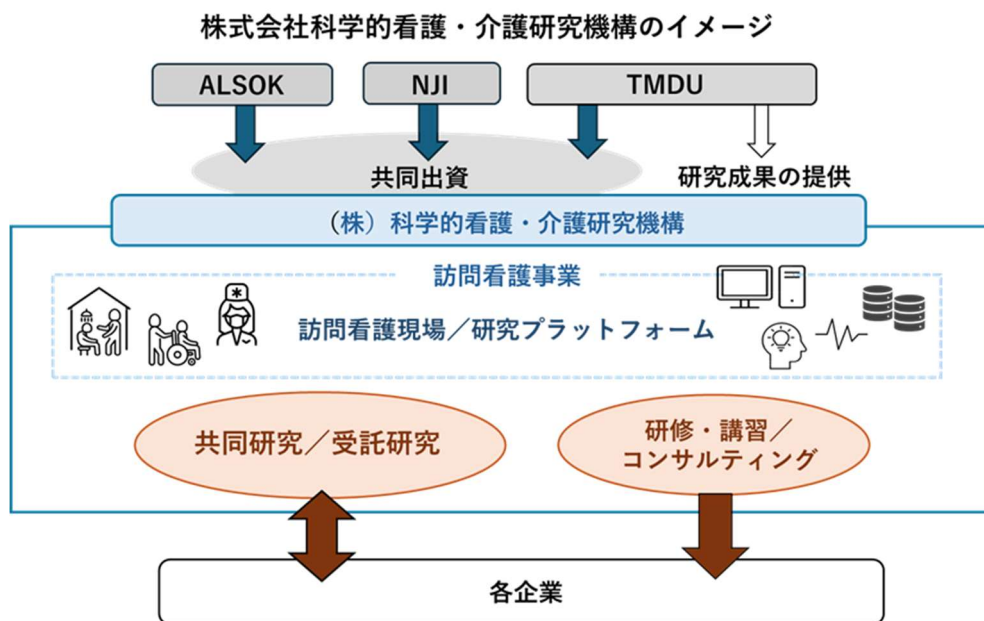 株式会社科学的看護・介護研究機構のイメージ
ALSOK
NJI
TMDU
共同出資
研究成果の提供
（株）科学的看護・介護研究機構
訪問看護事業
訪問看護現場／研究プラットフォーム
共同研究／受託研究
研修・講習／
コンサルティング
各企業